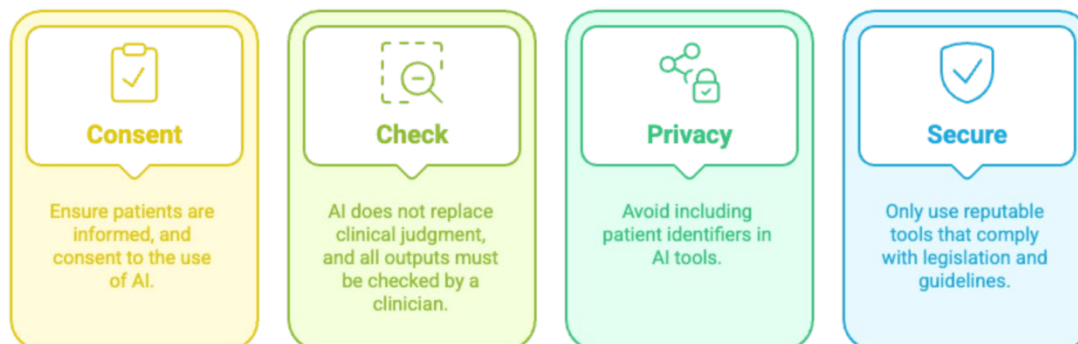 Consent
Ensure patients are
informed, and
consent to the use
of AI.
Check
AI does not replace
clinical judgment,
and all outputs must
be checked by a
clinician.
Privacy
Avoid including
patient identifiers in
AI tools.
Secure
Only use reputable
tools that comply
with legislation and
guidelines.